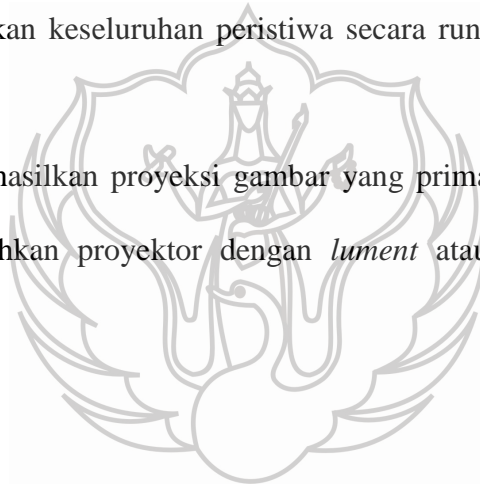 kan keseluruhan peristiwa secara run
hasilkan proyeksi gambar yang prima
hkan proyektor dengan lument atau